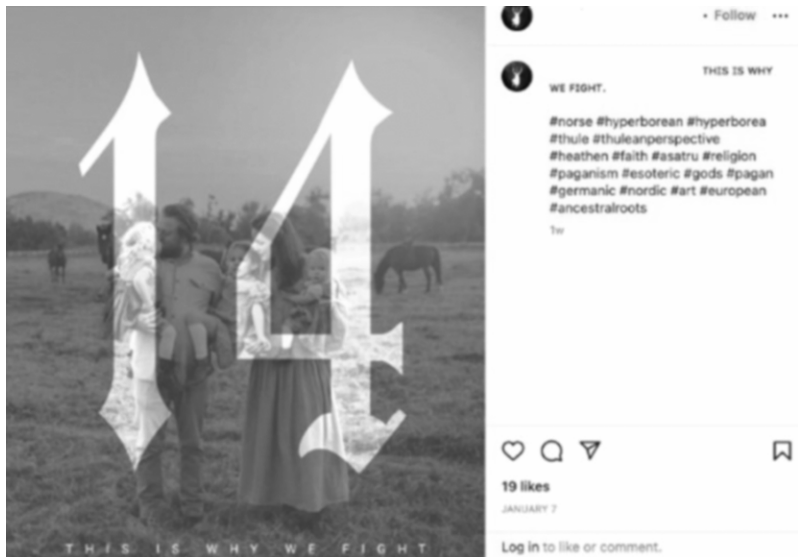 14
THIS IS WHY WE FIGHT
• Follow •••
THIS IS WHY
WE FIGHT.
#norse #hyperborean #hyperborea
#thule #thuleanperspective
#heathen #faith #asatru #religion
#paganism #esoteric #gods #pagan
#germanic #nordic #art #european
#ancestralroots
1w
19 likes
JANUARY 7
Log in to like or comment.